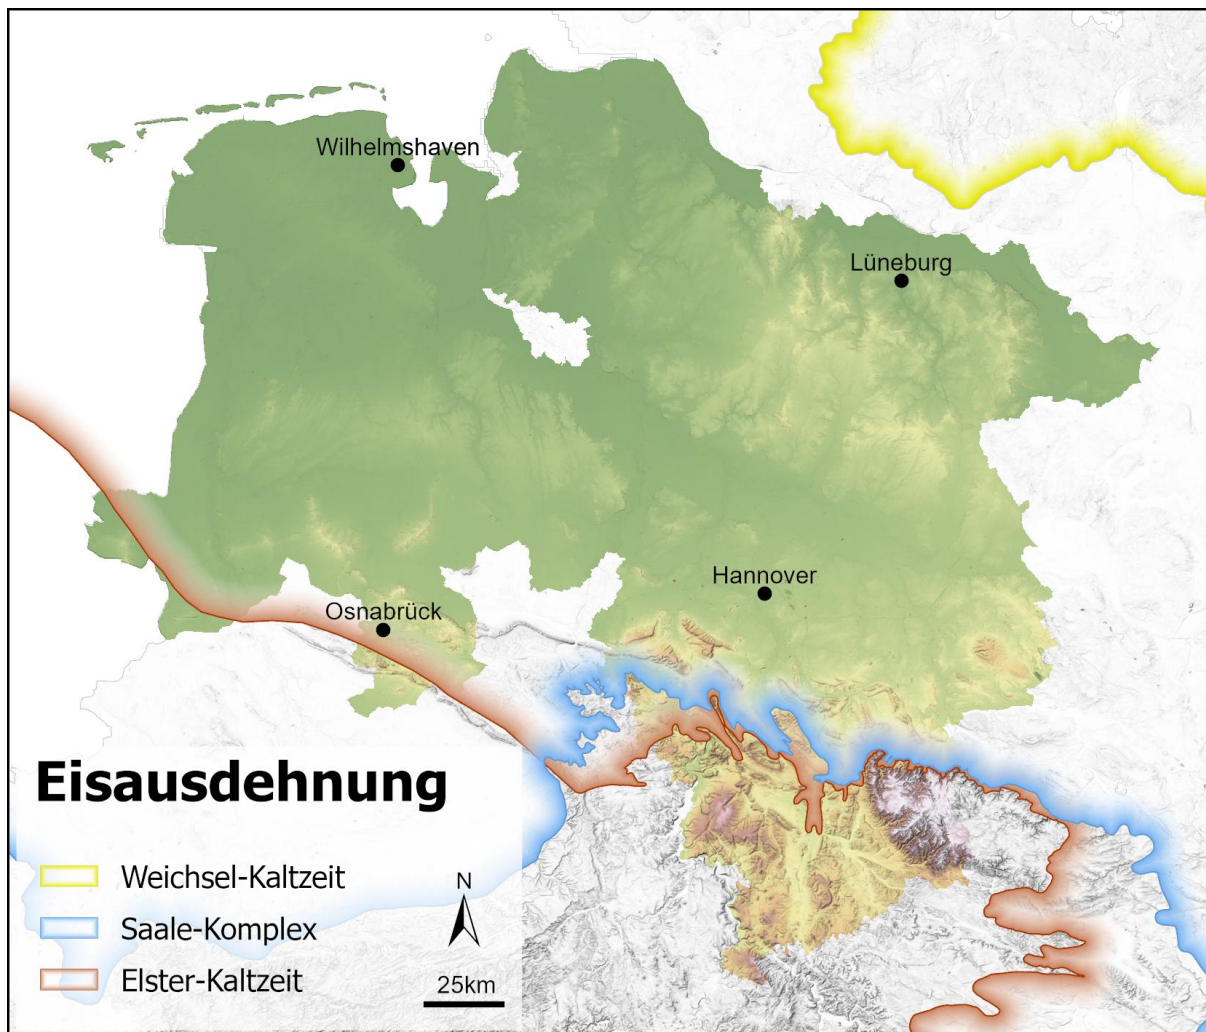 Wilhelmshaven
Lüneburg
Hannover
Osnabrück
Eisausdehnung
Weichsel-Kaltzeit
Saale-Komplex
Elster-Kaltzeit
N
25km